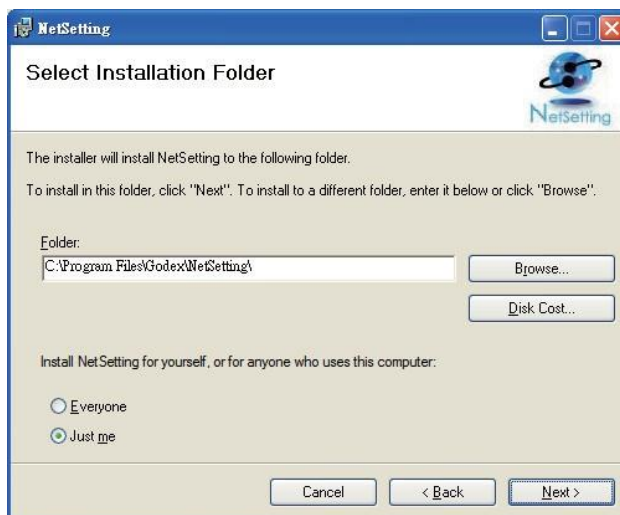 NetSetting
Select Installation Folder
NetSetting
The installer will install NetSetting to the following folder.
To install in this folder, click "Next". To install to a different folder, enter it below or click "Browse".
Folder:
C:\Program Files\Godex\NetSetting\
Browse...
Disk Cost...
Install NetSetting for yourself, or for anyone who uses this computer:
Everyone
Just me
Cancel
< Back
Next >